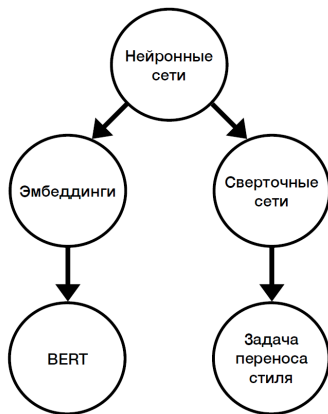 Нейронные
сети
Эмбеддинги
Сверточные
сети
BERT
Задача
переноса
стиля